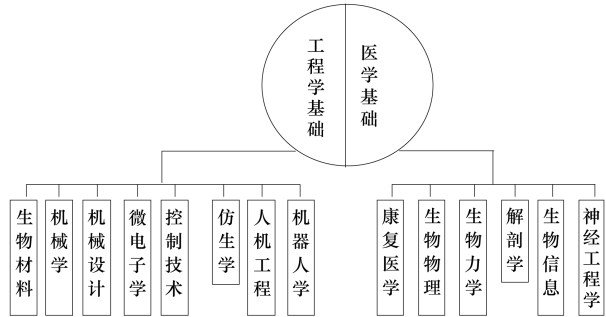 工程学基础
医学基础
生物材料
机械学
机械设计
微电子学
控制技术
仿生学
人机工程
机器人学
康复医学
生物物理
生物力学
解剖学
生物信息
神经工程学